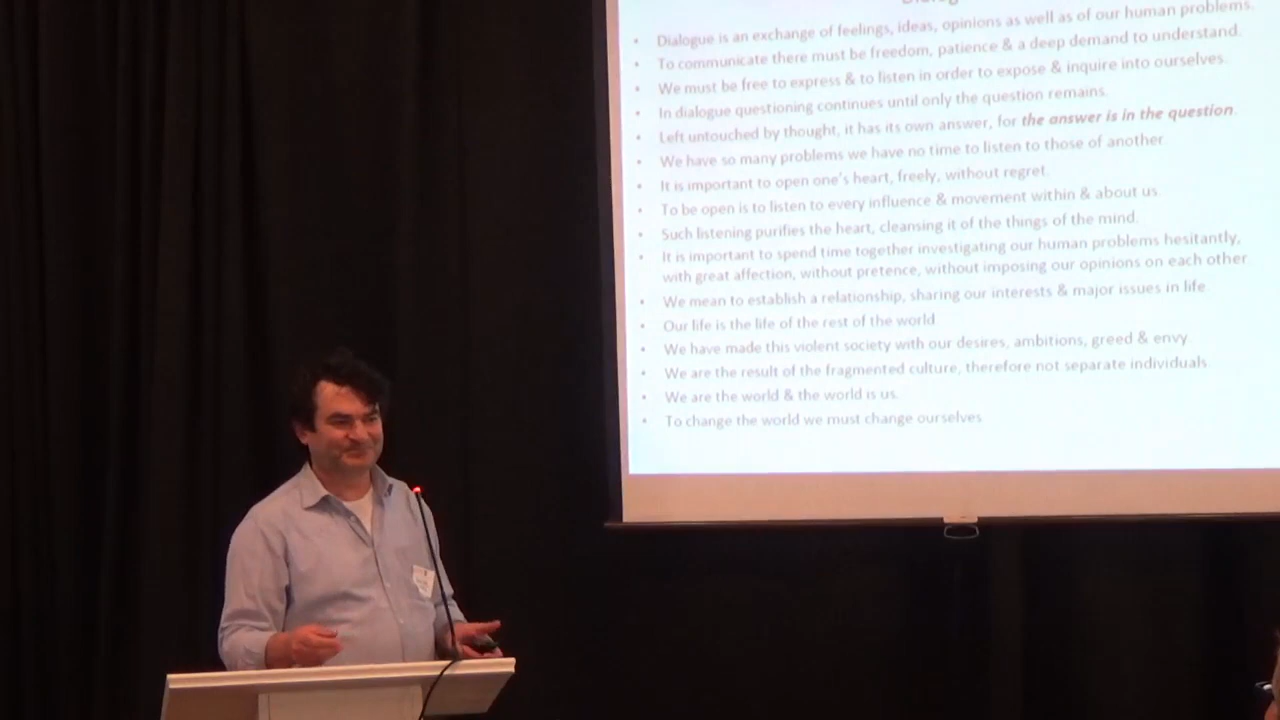 • Dialogue is an exchange of feelings, ideas, opinions as well as of our human problems.
• To communicate there must be freedom, patience & a deep demand to understand.
• We must be free to express & to listen in order to expose & inquire into ourselves.
• In dialogue questioning continues until only the question remains.
• Left untouched by thought, it has its own answer, for the answer is in the question.
• We have so many problems we have no time to listen to those of another
• It is important to open one's heart, freely, without regret.
• To be open is to listen to every influence & movement within & about us
• Such listening purifies the heart, cleansing it of the things of the mind.
• It is important to spend time together investigating our human problems hesitantly,
with great affection, without pretence, without imposing our opinions on each other
• We mean to establish a relationship, sharing our interests & major issues in life
• Our life is the life of the rest of the world
• We have made this violent society with our desires, ambitions, greed & envy
• We are the result of the fragmented culture, therefore not separate individuals
• We are the world & the world is us.
• To change the world we must change ourselves